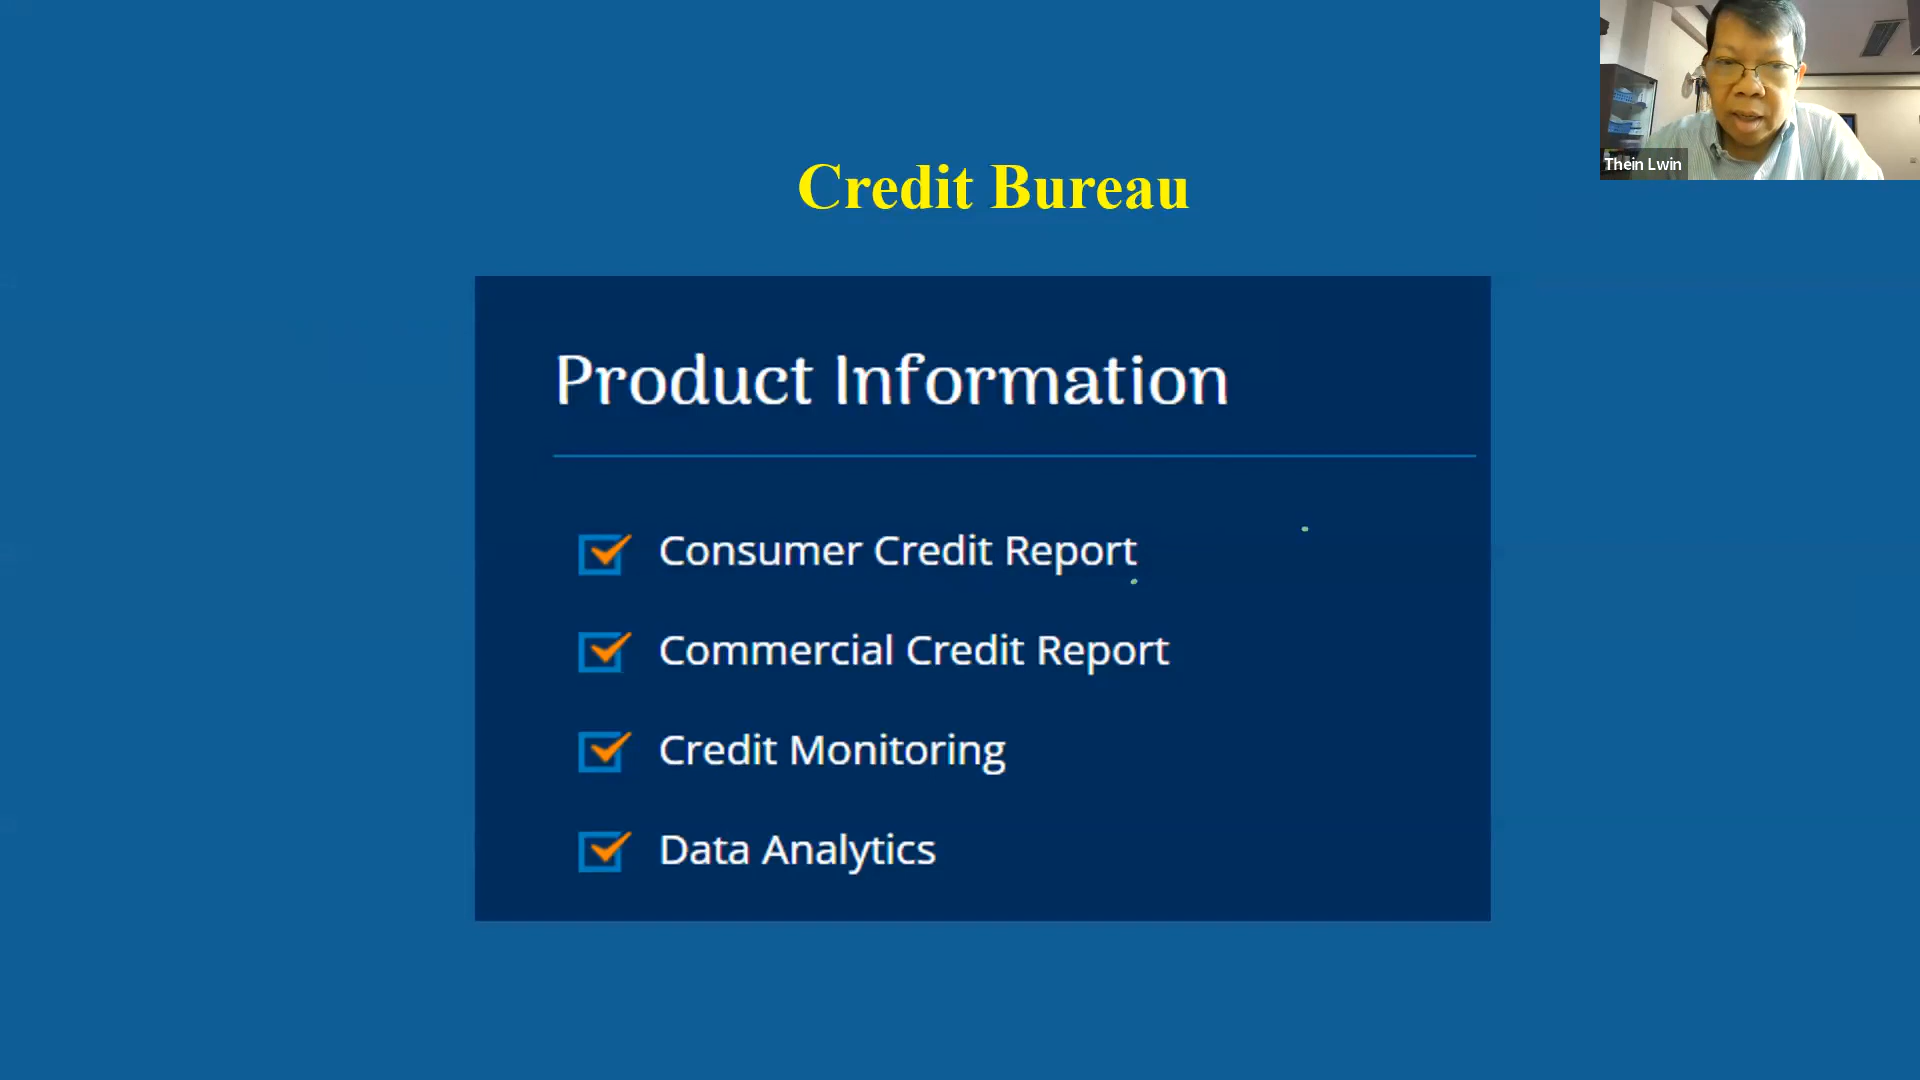 Thein Lwin
Credit Bureau
Product Information
Consumer Credit Report
Commercial Credit Report
Credit Monitoring
Data Analytics